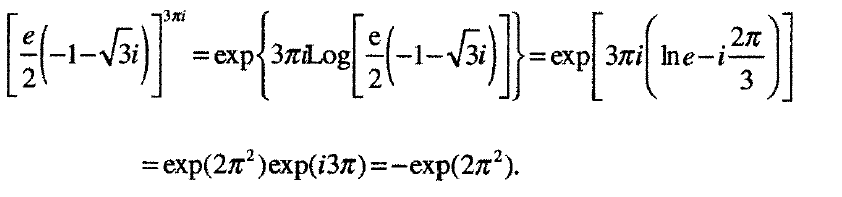 [e/2(−1−√3i)]^{3πi} =exp{3πiLog[e/2(−1−√3i)]}=exp[3πi(ln e−i2π/3)]
=exp(2π²)exp(i3π)=−exp(2π²).